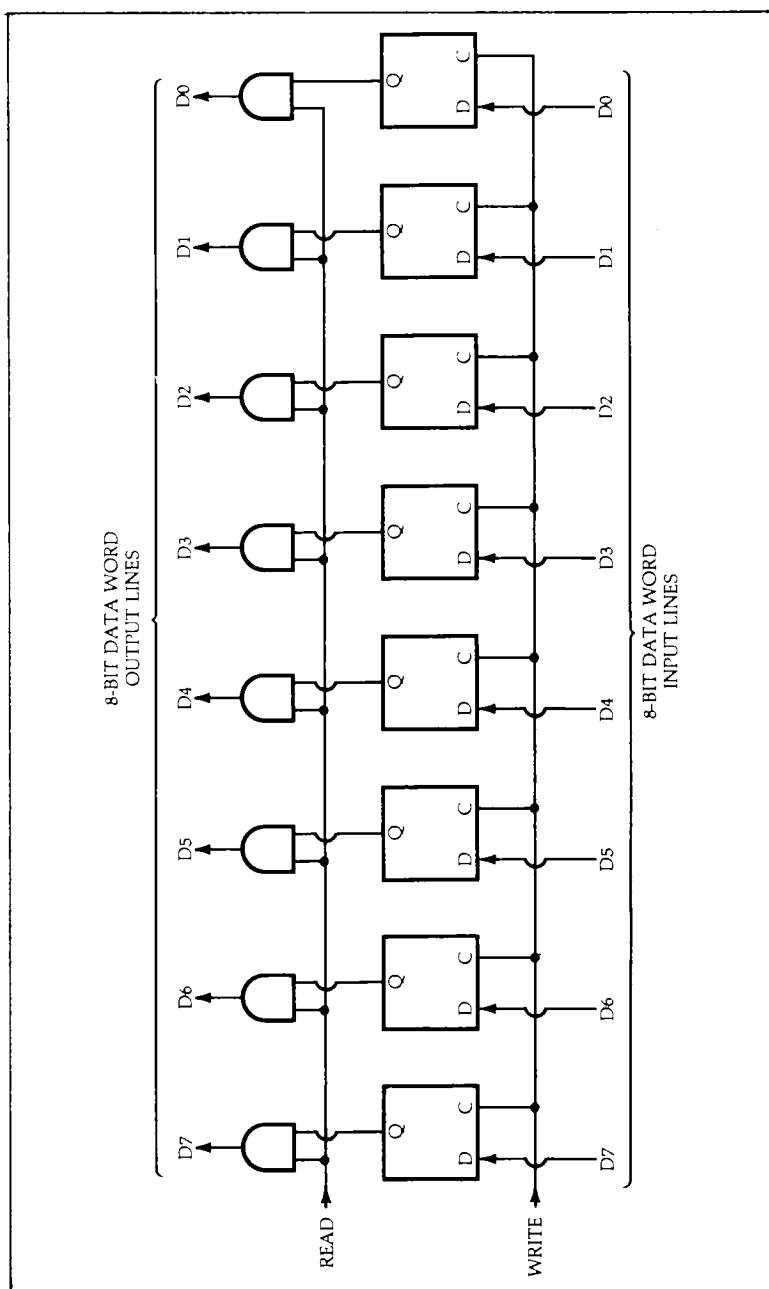 8-BIT DATA WORD
OUTPUT LINES
D7 D6 D5 D4 D3 D2 D1 D0
READ
Q Q Q Q Q Q Q Q
D C D C D C D C D C D C D C D C
WRITE
D7 D6 D5 D4 D3 D2 D1 D0
8-BIT DATA WORD
INPUT LINES